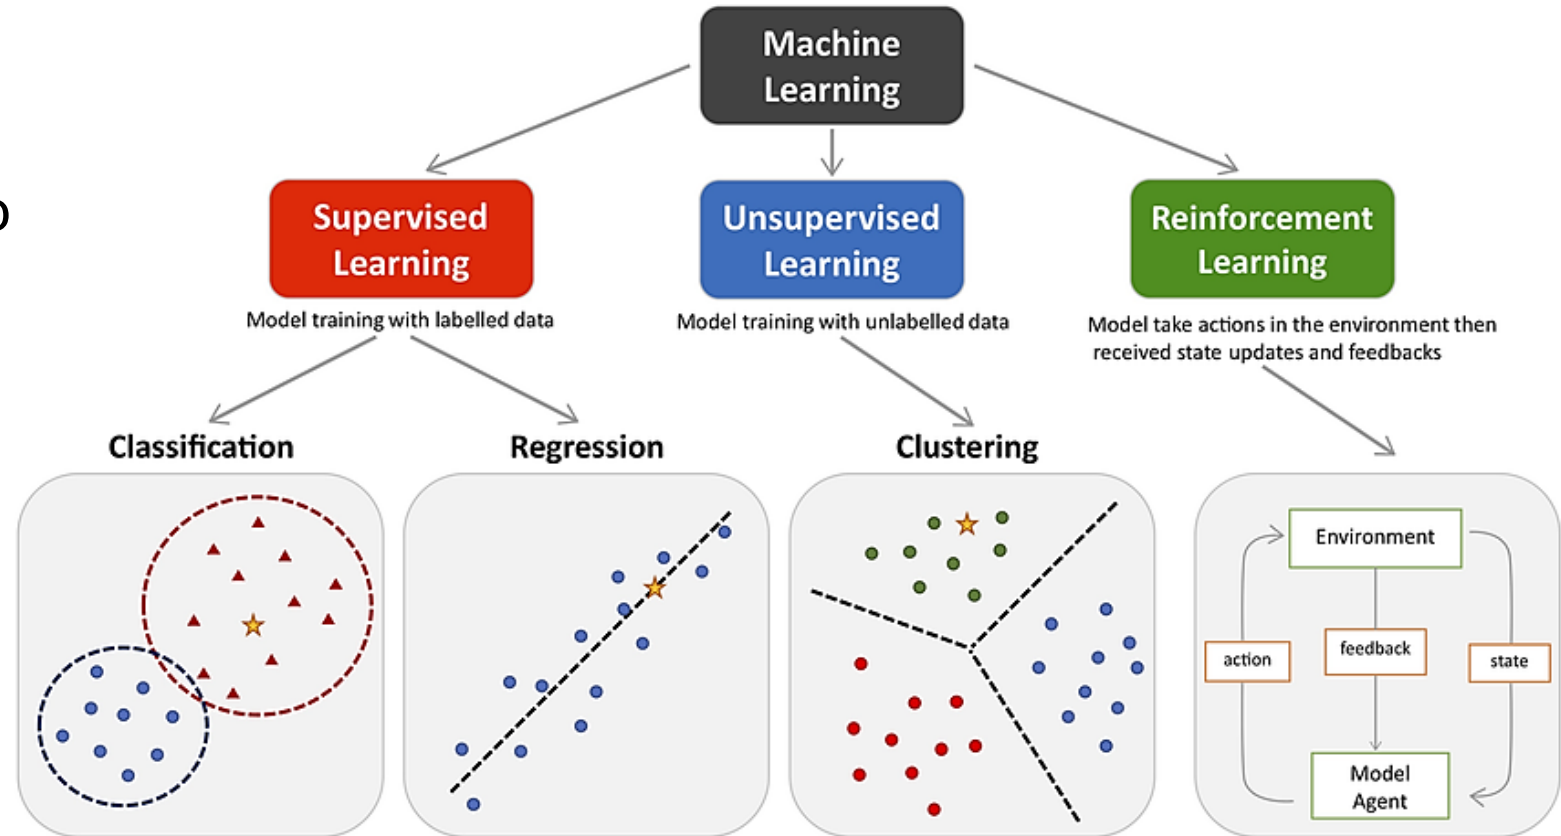 Machine
Learning
Supervised
Learning
Unsupervised
Learning
Reinforcement
Learning
Model training with labelled data
Model training with unlabelled data
Model take actions in the environment then
received state updates and feedbacks
Classification
Regression
Clustering
Environment
action
feedback
state
Model
Agent